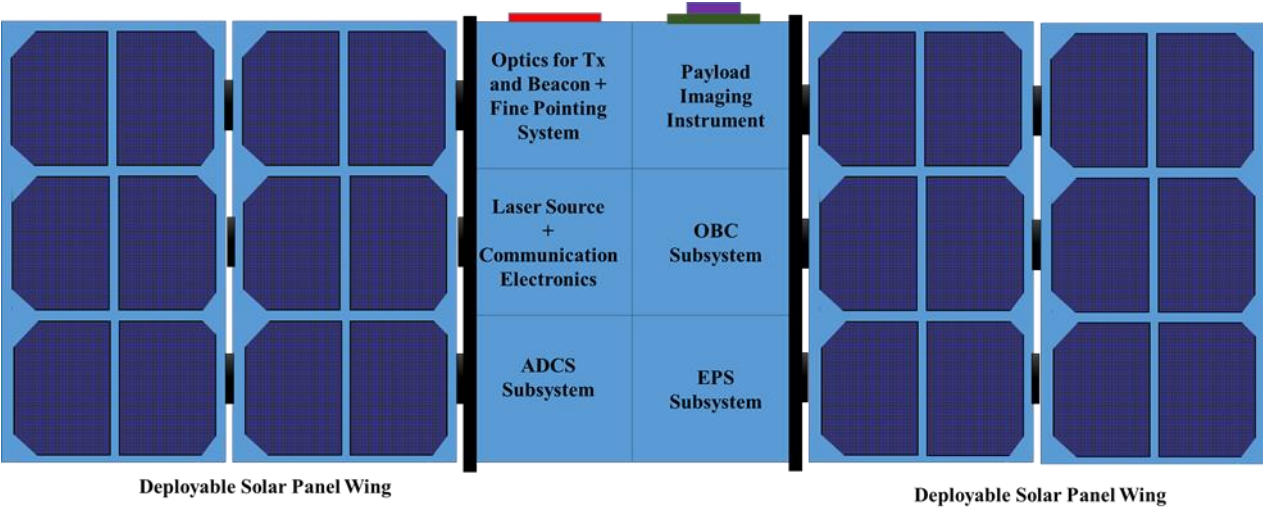 Optics for Tx
and Beacon +
Fine Pointing
System
Payload
Imaging
Instrument
Laser Source
+
Communication
Electronics
OBC
Subsystem
ADCS
Subsystem
EPS
Subsystem
Deployable Solar Panel Wing
Deployable Solar Panel Wing